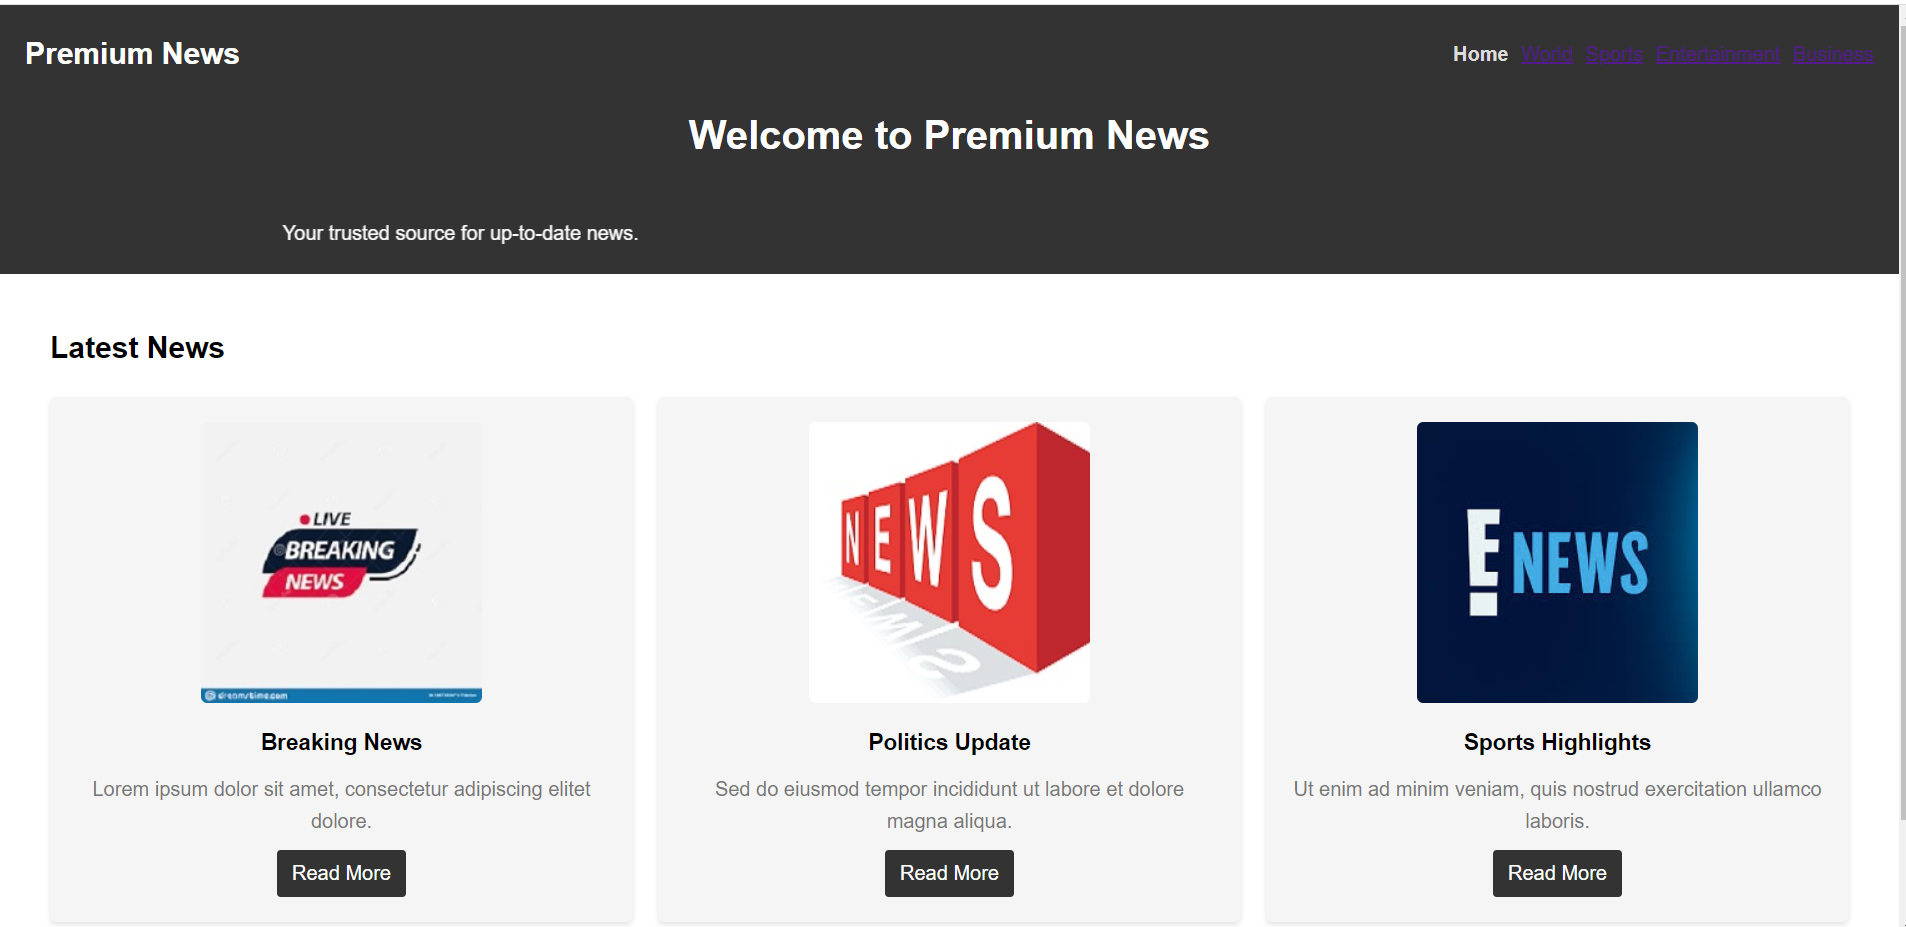 Premium News
Home World Sports Entertainment Business
Welcome to Premium News
Your trusted source for up-to-date news.
Latest News
LIVE
BREAKING
NEWS
dreamstime.com
Breaking News
Lorem ipsum dolor sit amet, consectetur adipiscing elitet
dolore.
Read More
NEWS
NEWS
Politics Update
Sed do eiusmod tempor incididunt ut labore et dolore
magna aliqua.
Read More
E NEWS
Sports Highlights
Ut enim ad minim veniam, quis nostrud exercitation ullamco
laboris.
Read More